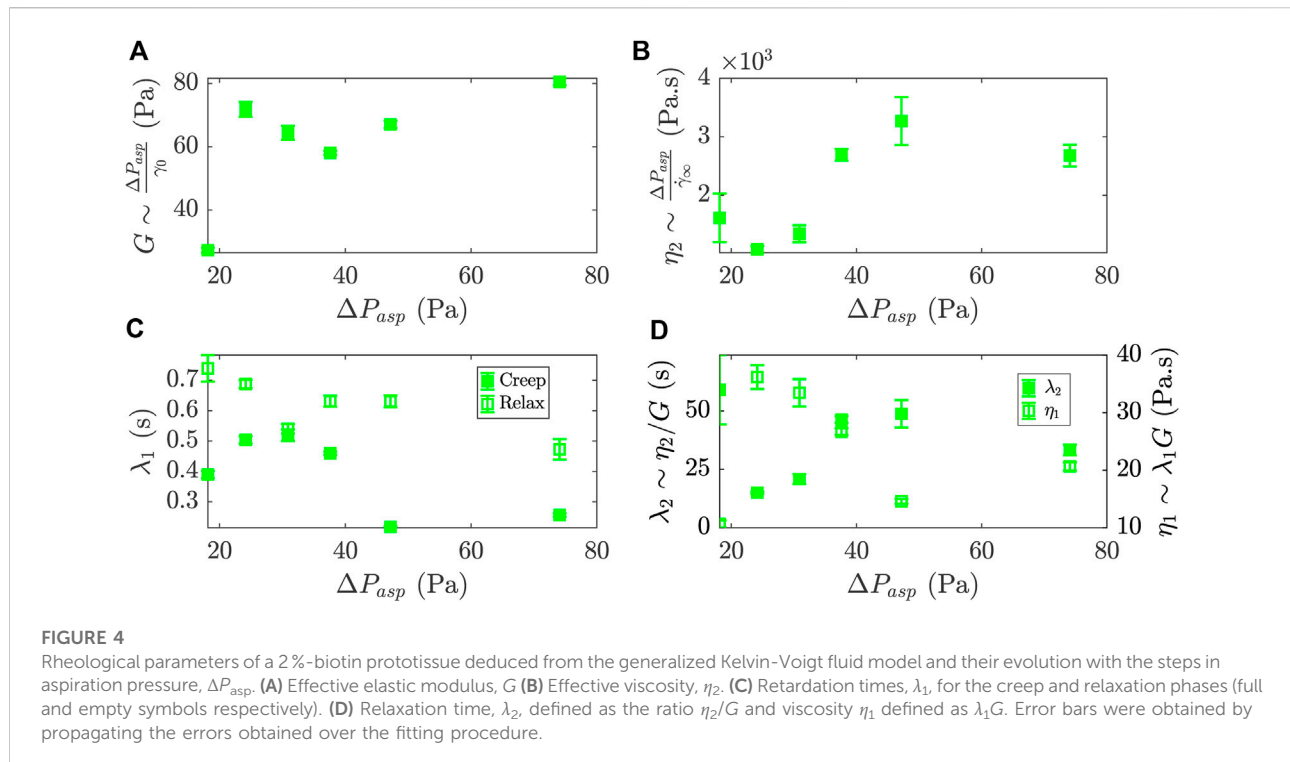 A
G ∼ ΔP_asp / γ_0 (Pa)
80
60
40
20 40 60 80
ΔP_asp (Pa)
B
×10^3
η_2 ∼ ΔP_asp / γ̇_∞ (Pa.s)
4
3
2
1
20 40 60 80
ΔP_asp (Pa)
C
λ_1 (s)
0.7
0.6
0.5
0.4
0.3
Creep
Relax
20 40 60 80
ΔP_asp (Pa)
D
λ_2 ∼ η_2/G (s)
50
25
0
λ_2
η_1
40
30
20
10
η_1 ∼ λ_1G (Pa.s)
20 40 60 80
ΔP_asp (Pa)
FIGURE 4
Rheological parameters of a 2 %-biotin prototissue deduced from the generalized Kelvin-Voigt fluid model and their evolution with the steps in
aspiration pressure, ΔP_asp. (A) Effective elastic modulus, G (B) Effective viscosity, η_2. (C) Retardation times, λ_1, for the creep and relaxation phases (full
and empty symbols respectively). (D) Relaxation time, λ_2, defined as the ratio η_2/G and viscosity η_1 defined as λ_1G. Error bars were obtained by
propagating the errors obtained over the fitting procedure.